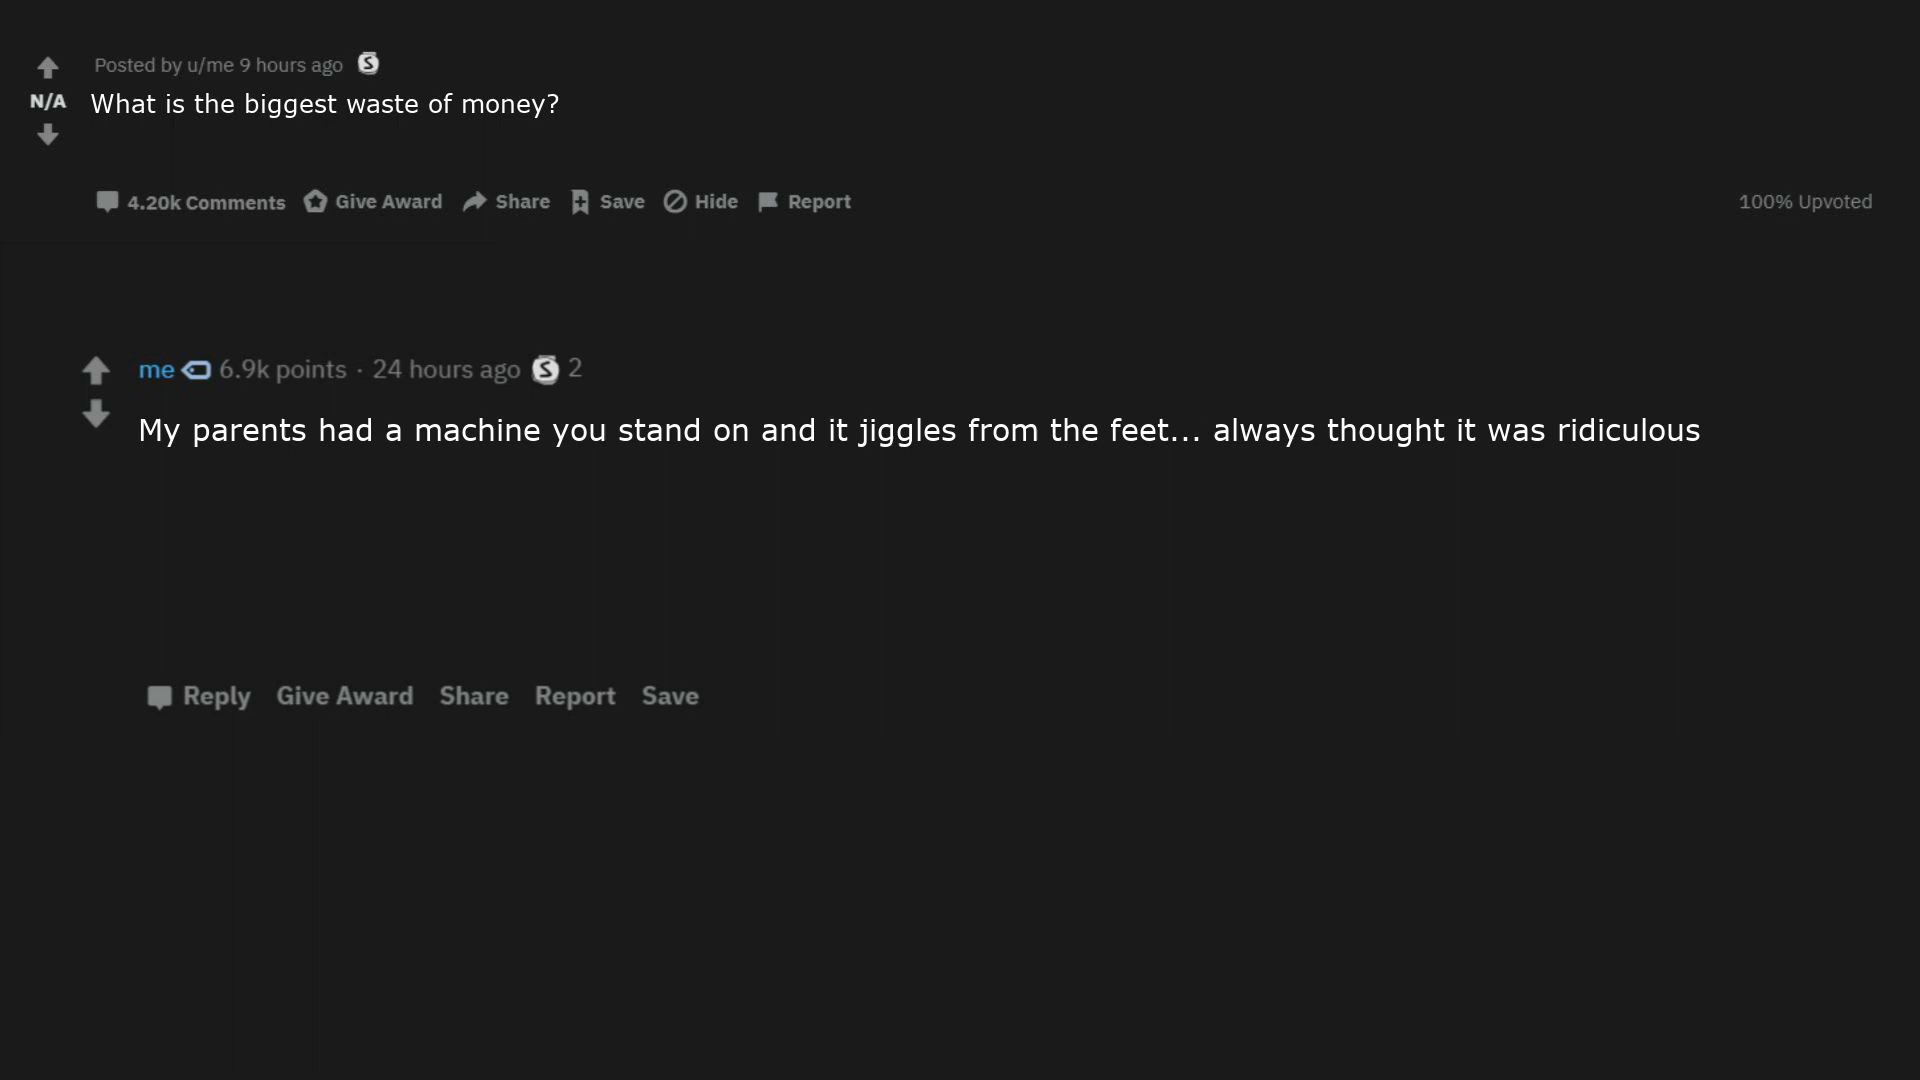 Posted by u/me 9 hours ago
N/A What is the biggest waste of money?
4.20k Comments Give Award Share Save Hide Report 100% Upvoted
me 6.9k points · 24 hours ago S 2
My parents had a machine you stand on and it jiggles from the feet... always thought it was ridiculous
Reply Give Award Share Report Save